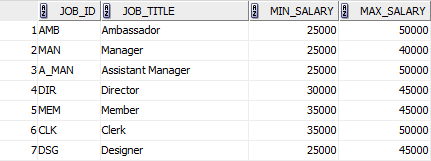 JOB_ID JOB_TITLE MIN_SALARY MAX_SALARY
1 AMB Ambassador 25000 50000
2 MAN Manager 25000 40000
3 A_MAN Assistant Manager 25000 50000
4 DIR Director 30000 45000
5 MEM Member 35000 45000
6 CLK Clerk 35000 50000
7 DSG Designer 25000 45000